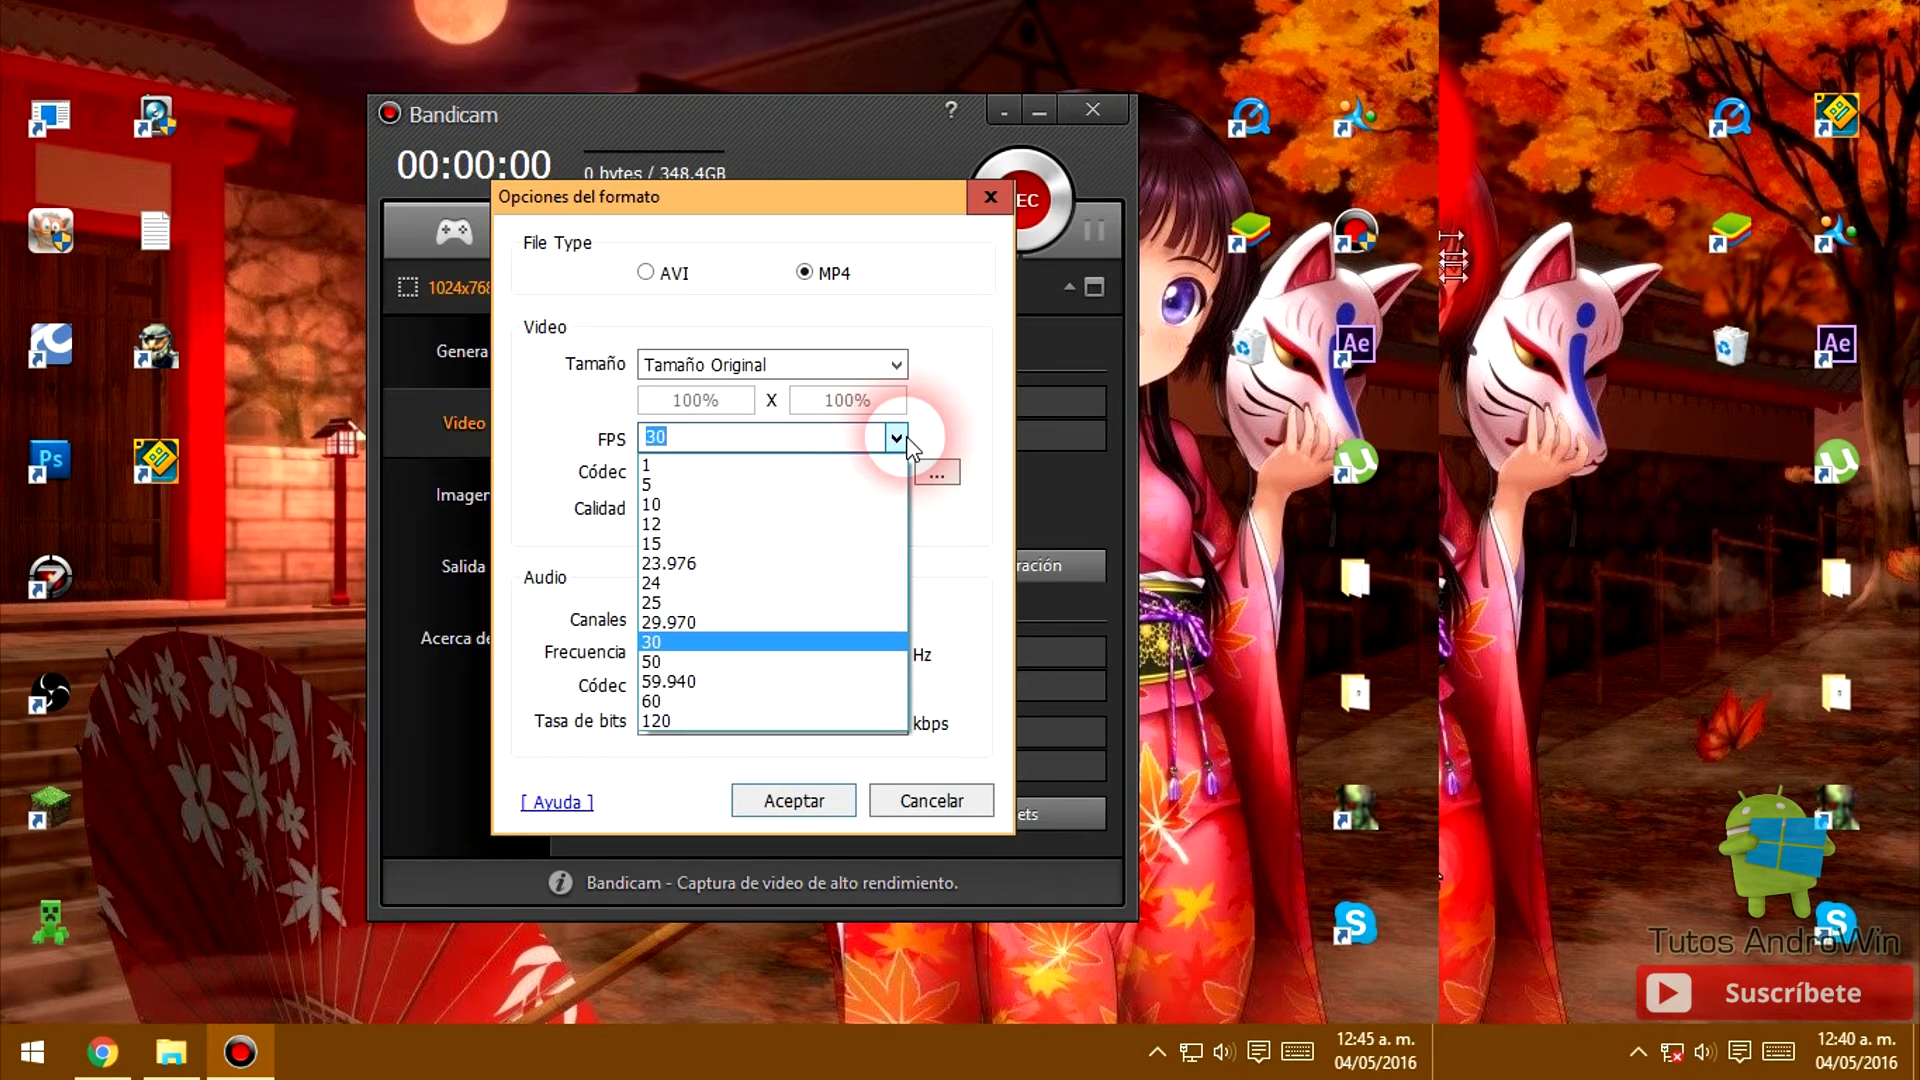 Bandicam
?
00:00:00
0 bytes / 348.4GB
Opciones del formato
EC
File Type
AVI
MP4
1024x768
Video
Genera
Tamaño
Tamaño Original
100% X 100%
Video
FPS
30
Códec
...
1
5
Calidad
10
12
15
23.976
24
25
29.970
30
50
59.940
60
120
Imagen
Salida
ración
Audio
Canales
Acerca de
Frecuencia
Hz
Códec
Tasa de bits
kbps
[ Ayuda ]
Aceptar
Cancelar
ets
Bandicam - Captura de video de alto rendimiento.
Ps
Ae
Ae
S
S
Tutos AndroWin
Suscríbete
12:45 a. m.
04/05/2016
12:40 a. m.
04/05/2016